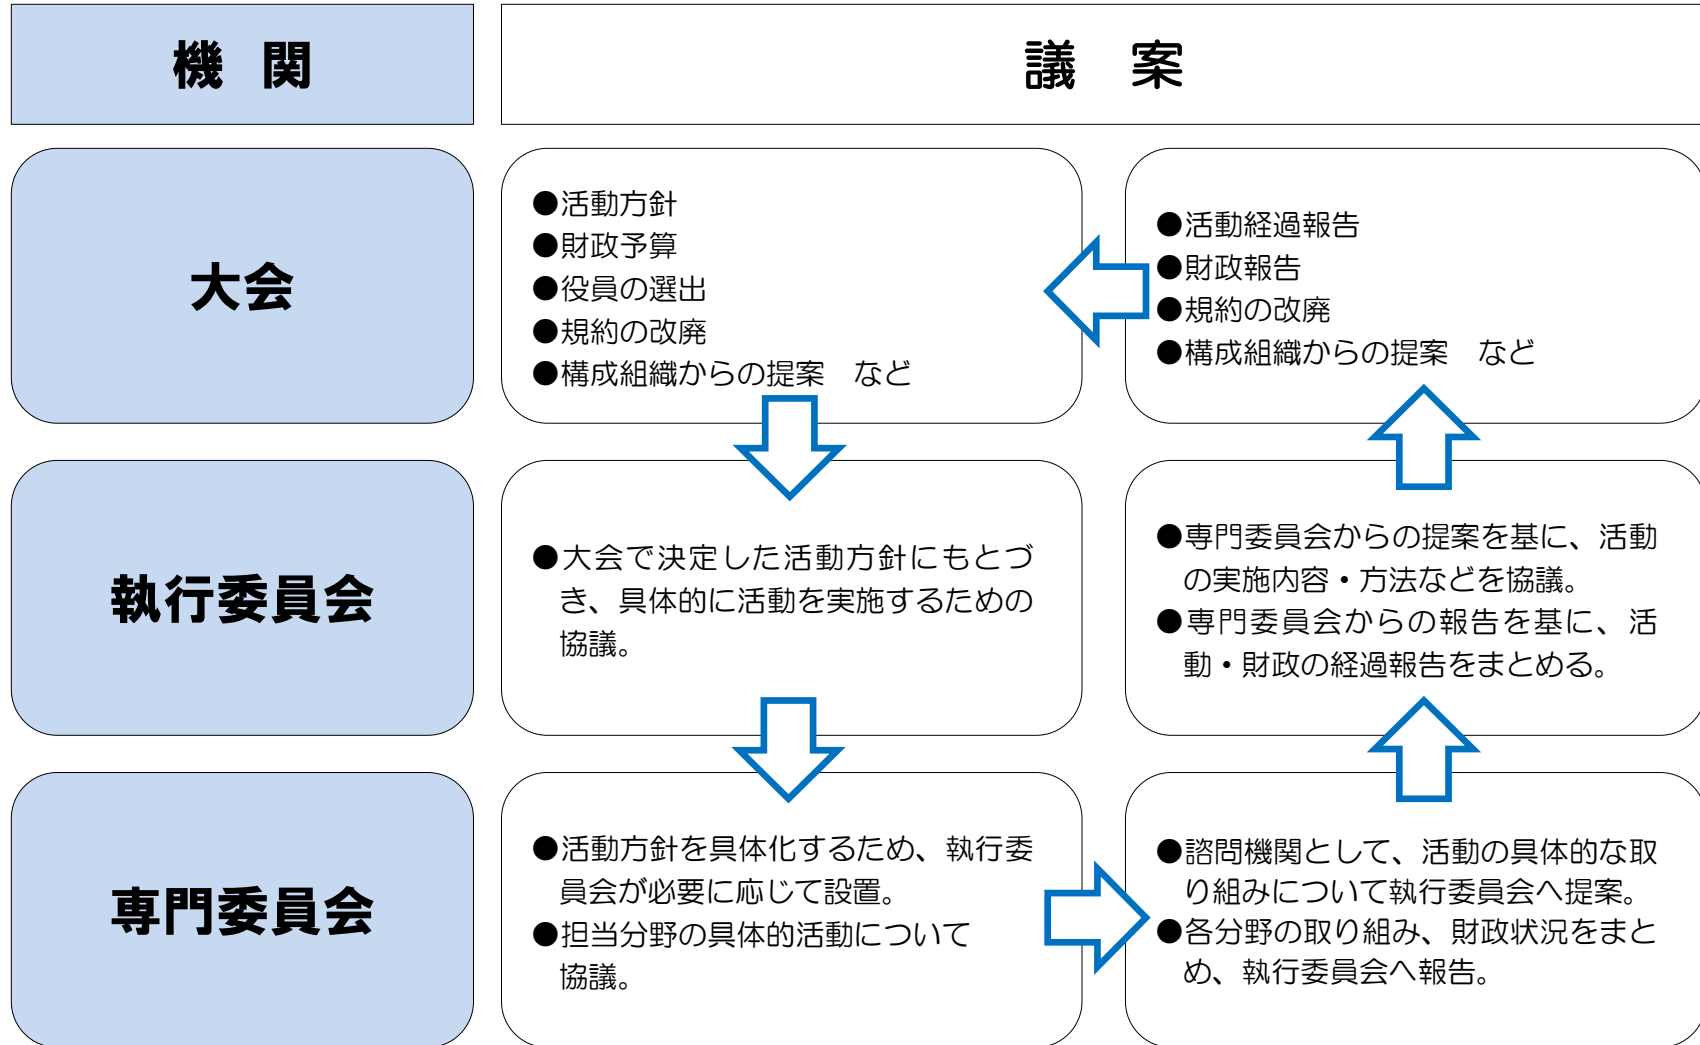 機 関
議 案
大会
●活動方針
●財政予算
●役員の選出
●規約の改廃
●構成組織からの提案 など
●活動経過報告
●財政報告
●規約の改廃
●構成組織からの提案 など
執行委員会
●大会で決定した活動方針にもとづ
き、具体的に活動を実施するための
協議。
●専門委員会からの提案を基に、活動
の実施内容・方法などを協議。
●専門委員会からの報告を基に、活
動・財政の経過報告をまとめる。
専門委員会
●活動方針を具体化するため、執行委
員会が必要に応じて設置。
●担当分野の具体的活動について
協議。
●諮問機関として、活動の具体的な取
り組みについて執行委員会へ提案。
●各分野の取り組み、財政状況をまと
め、執行委員会へ報告。